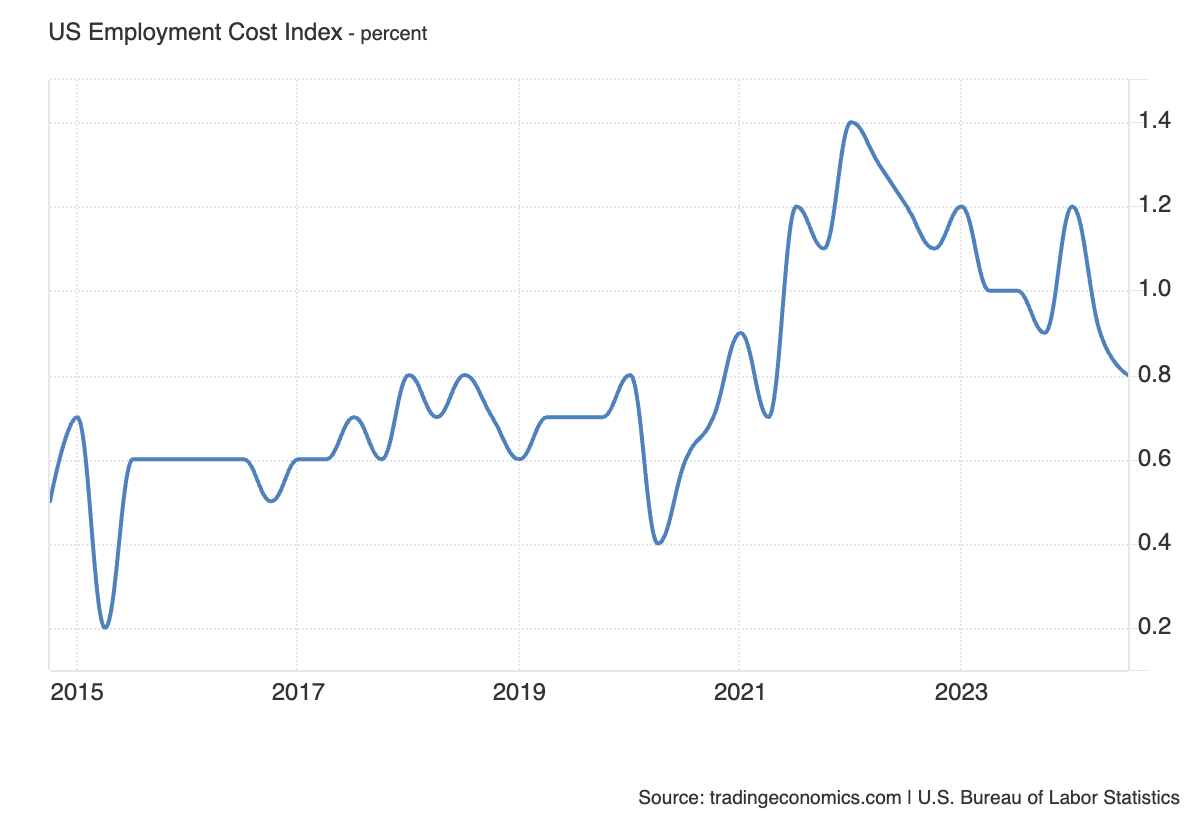 US Employment Cost Index - percent
1.4
1.2
1.0
0.8
0.6
0.4
0.2
2015 2017 2019 2021 2023
Source: tradingeconomics.com | U.S. Bureau of Labor Statistics